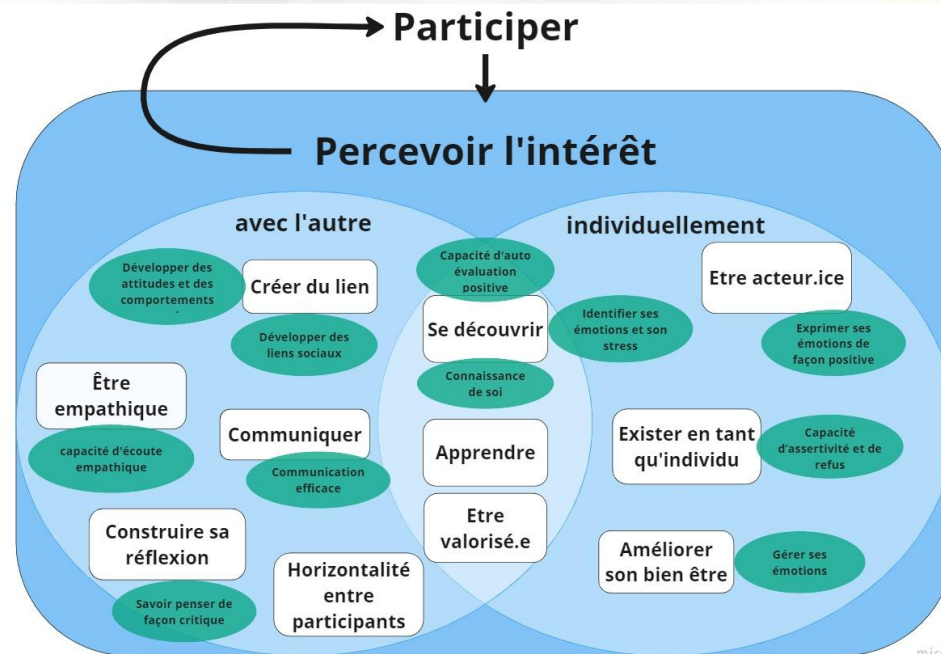 Participer
Percevoir l'intérêt
avec l'autre
individuellement
Développer des
attitudes et des
comportements
Créer du lien
Développer des
liens sociaux
Être
empathique
capacité d'écoute
empathique
Communiquer
Communication
efficace
Construire sa
réflexion
Savoir penser de
façon critique
Horizontalité
entre
participants
Capacité d'auto
évaluation
positive
Se découvrir
Connaissance
de soi
Apprendre
Etre
valorisé.e
Identifier ses
émotions et son
stress
Etre acteur.ice
Exprimer ses
émotions de
façon positive
Exister en tant
qu'individu
Capacité
d'assertivité et de
refus
Améliorer
son bien être
Gérer ses
émotions